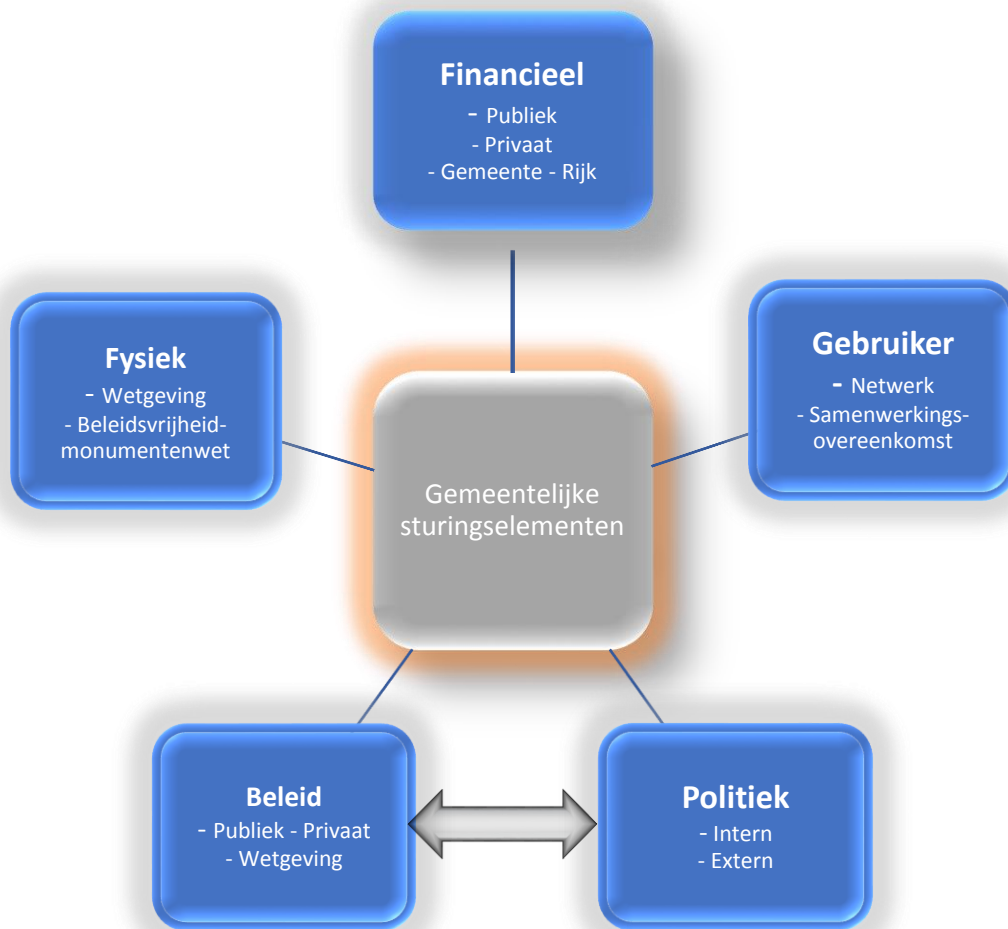 Financieel
- Publiek
- Privaat
- Gemeente - Rijk
Fysiek
- Wetgeving
- Beleidsvrijheid-
monumentenwet
Gebruiker
- Netwerk
- Samenwerkings-
overeenkomst
Gemeentelijke
sturingselementen
Beleid
- Publiek - Privaat
- Wetgeving
Politiek
- Intern
- Extern